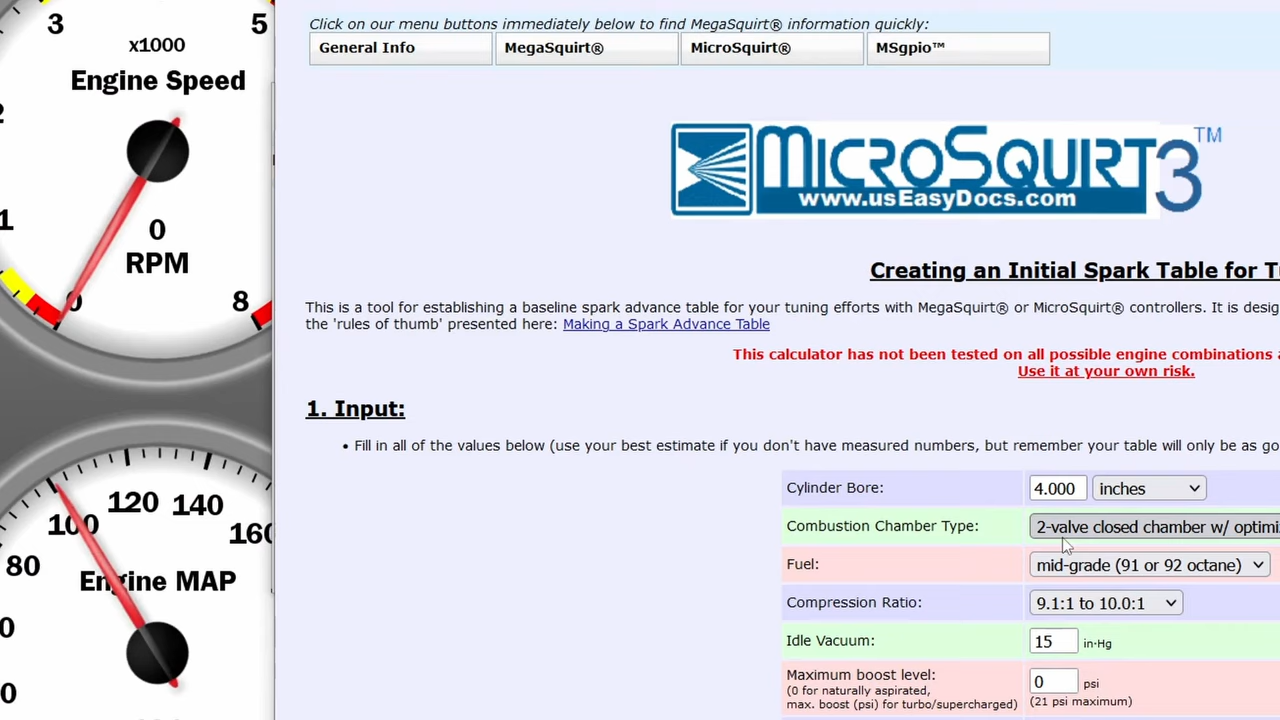 3
5
x1000
Engine Speed
2
1
0
RPM
0
8
120
140
100
160
80
Engine MAP
0
0
Click on our menu buttons immediately below to find MegaSquirt® information quickly:
General Info
MegaSquirt®
MicroSquirt®
MSgpio™
MicroSquirt 3™
www.usEasyDocs.com
Creating an Initial Spark Table for T
This is a tool for establishing a baseline spark advance table for your tuning efforts with MegaSquirt® or MicroSquirt® controllers. It is desig
the 'rules of thumb' presented here: Making a Spark Advance Table
This calculator has not been tested on all possible engine combinations a
Use it at your own risk.
1. Input:
• Fill in all of the values below (use your best estimate if you don't have measured numbers, but remember your table will only be as go
Cylinder Bore:
4.000
inches
Combustion Chamber Type:
2-valve closed chamber w/ optimi
Fuel:
mid-grade (91 or 92 octane)
Compression Ratio:
9.1:1 to 10.0:1
Idle Vacuum:
15
in·Hg
Maximum boost level:
(0 for naturally aspirated,
max. boost (psi) for turbo/supercharged)
0
psi
(21 psi maximum)